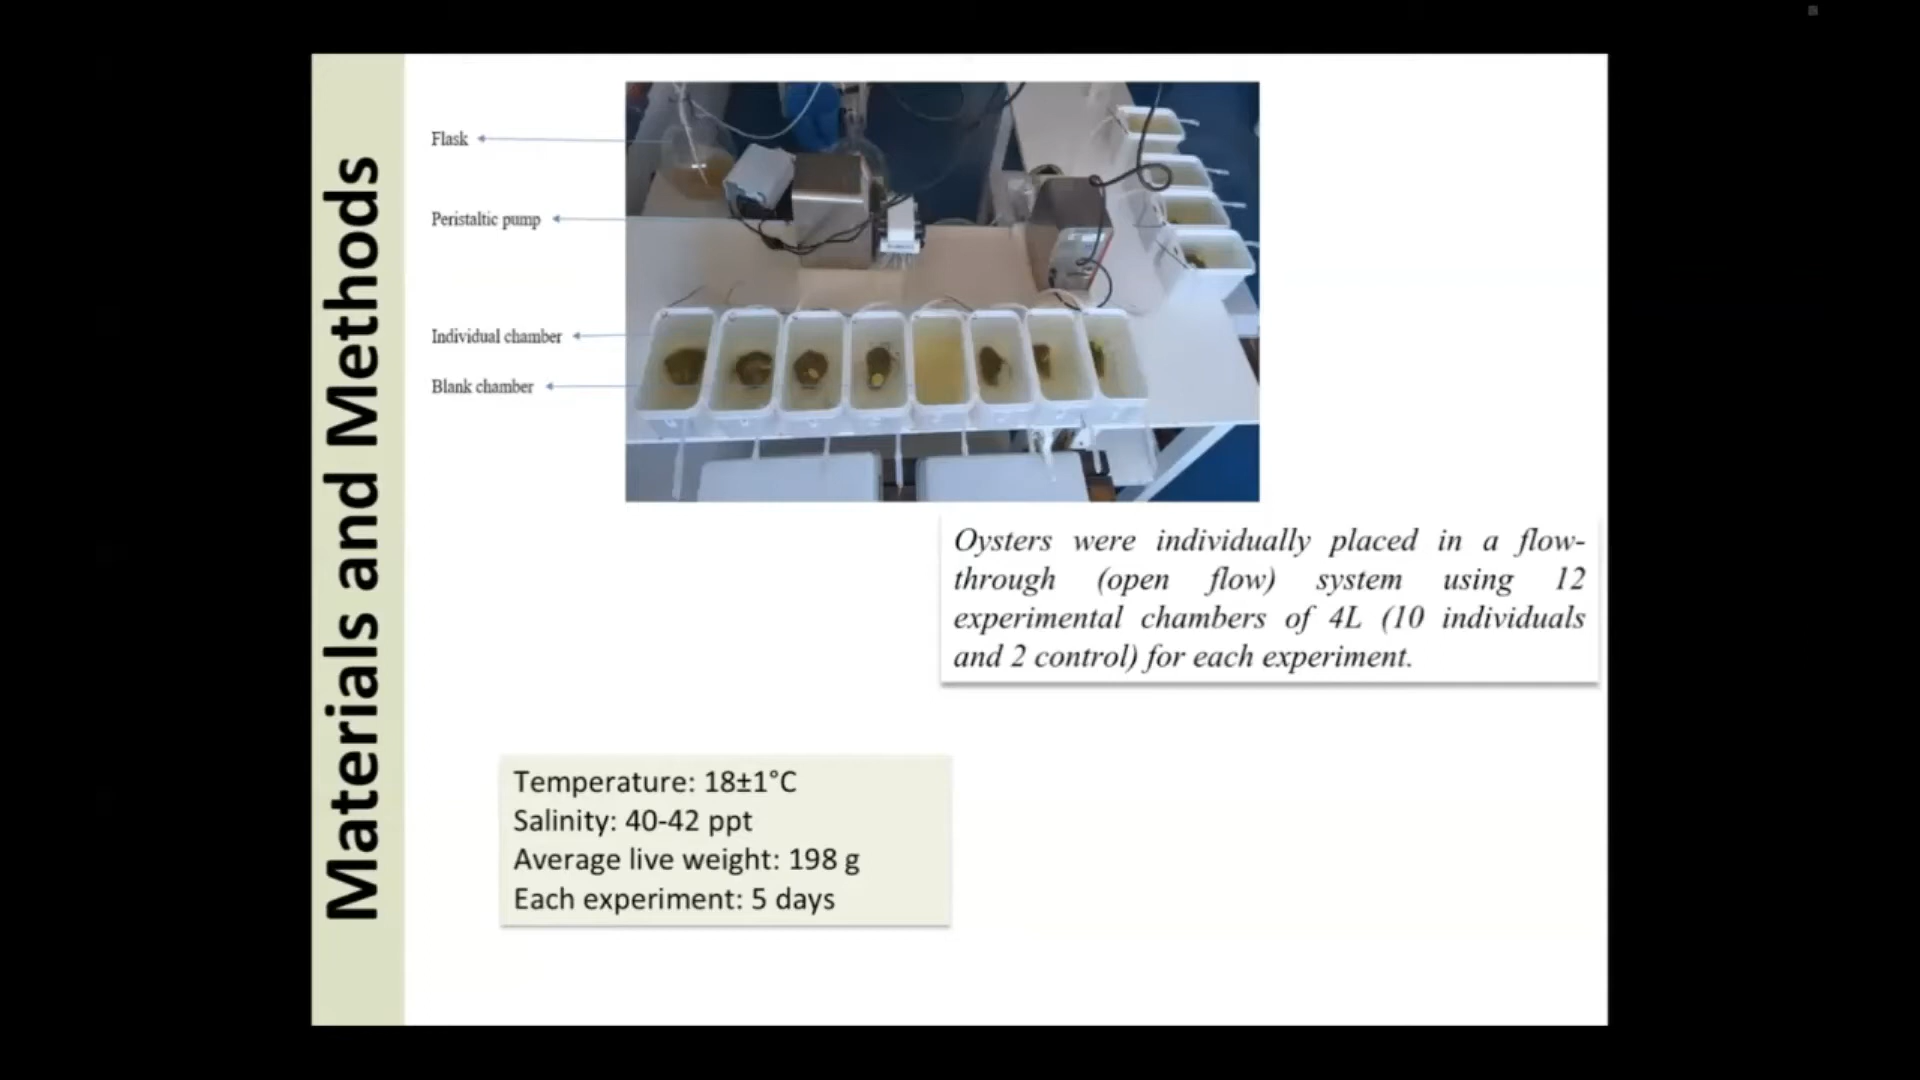 Materials and Methods
Flask
Peristaltic pump
Individual chamber
Blank chamber
Oysters were individually placed in a flow-
through (open flow) system using 12
experimental chambers of 4L (10 individuals
and 2 control) for each experiment.
Temperature: 18±1°C
Salinity: 40-42 ppt
Average live weight: 198 g
Each experiment: 5 days